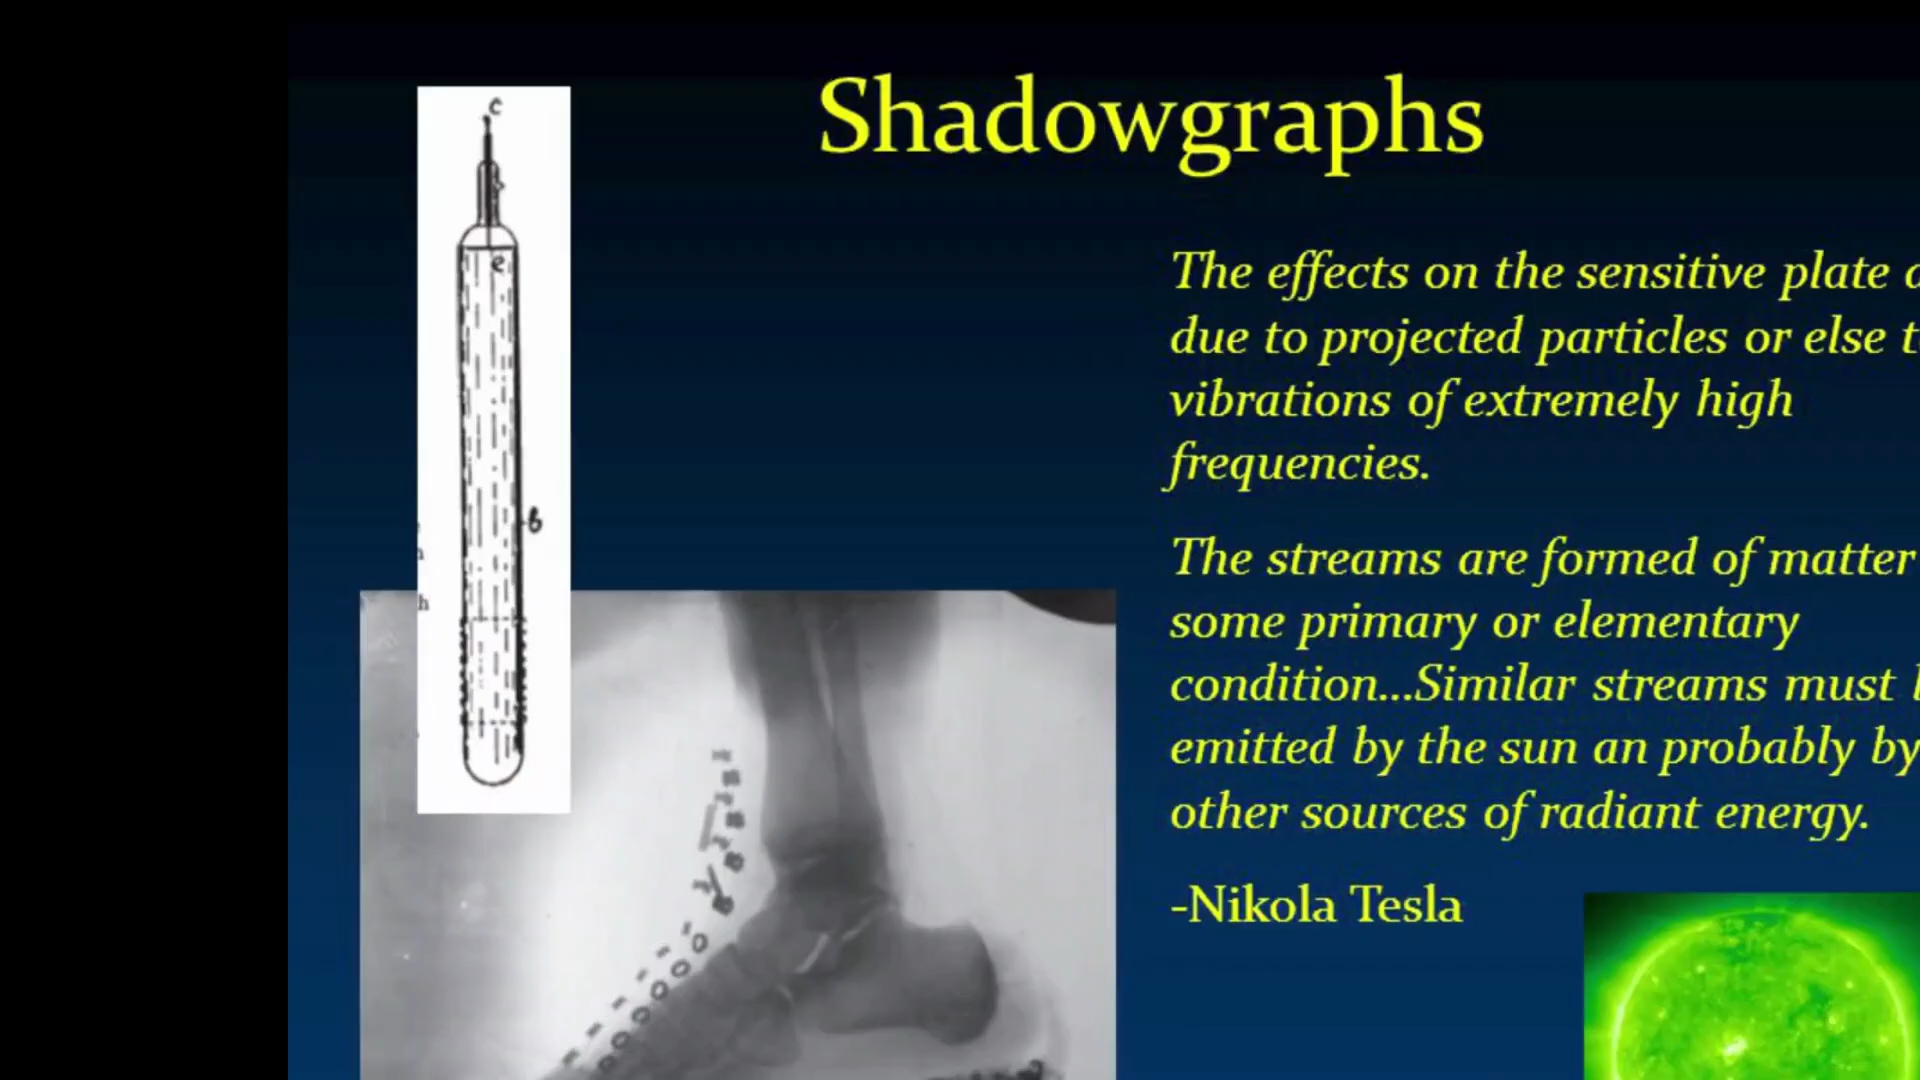 c
Shadowgraphs
e
The effects on the sensitive plate
due to projected particles or else
vibrations of extremely high
frequencies.
b
The streams are formed of matter
h
some primary or elementary
condition...Similar streams must
emitted by the sun an probably by
other sources of radiant energy.
-Nikola Tesla